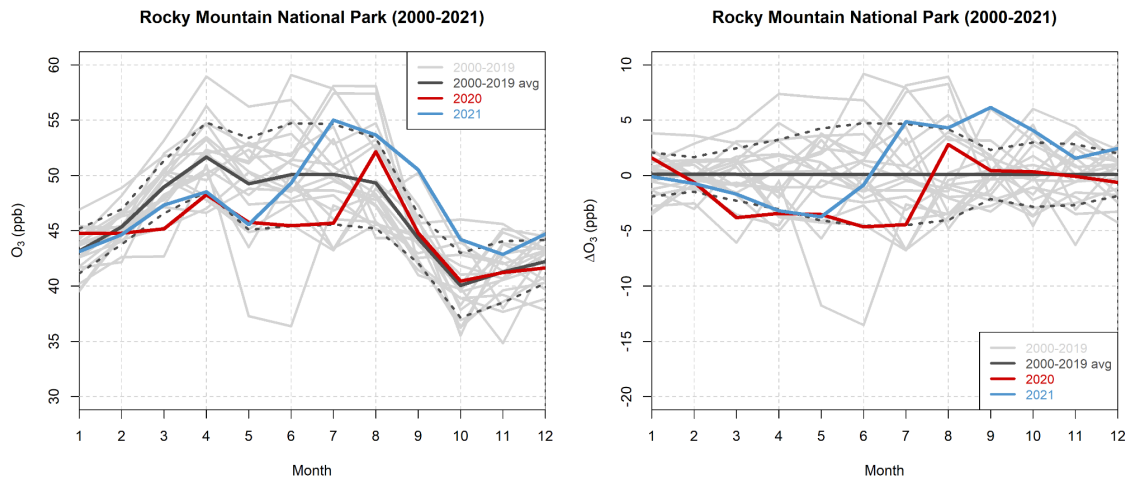 Rocky Mountain National Park (2000-2021)
O₃ (ppb)
60
55
50
45
40
35
30
2000-2019
2000-2019 avg
2020
2021
1 2 3 4 5 6 7 8 9 10 11 12
Month
Rocky Mountain National Park (2000-2021)
ΔO₃ (ppb)
10
5
0
-5
-10
-15
-20
2000-2019
2000-2019 avg
2020
2021
1 2 3 4 5 6 7 8 9 10 11 12
Month